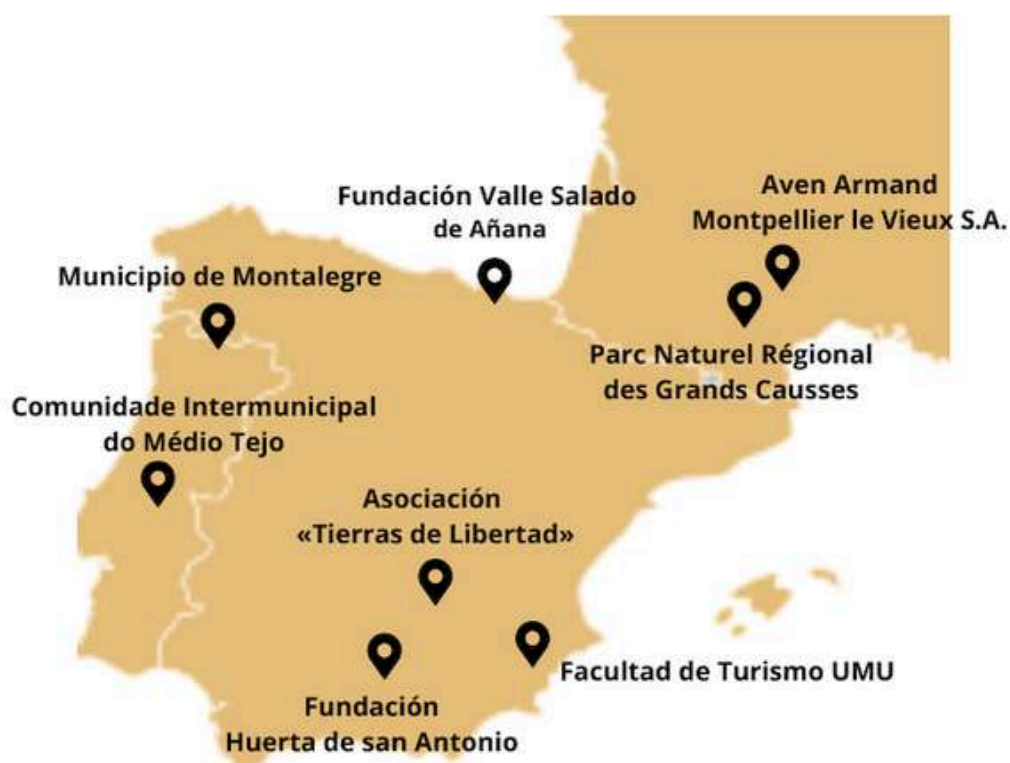 Fundación Valle Salado
de Añana
Aven Armand
Montpellier le Vieux S.A.
Municipio de Montalegre
Parc Naturel Régional
des Grands Causses
Comunidade Intermunicipal
do Médio Tejo
Asociación
«Tierras de Libertad»
Facultad de Turismo UMU
Fundación
Huerta de san Antonio